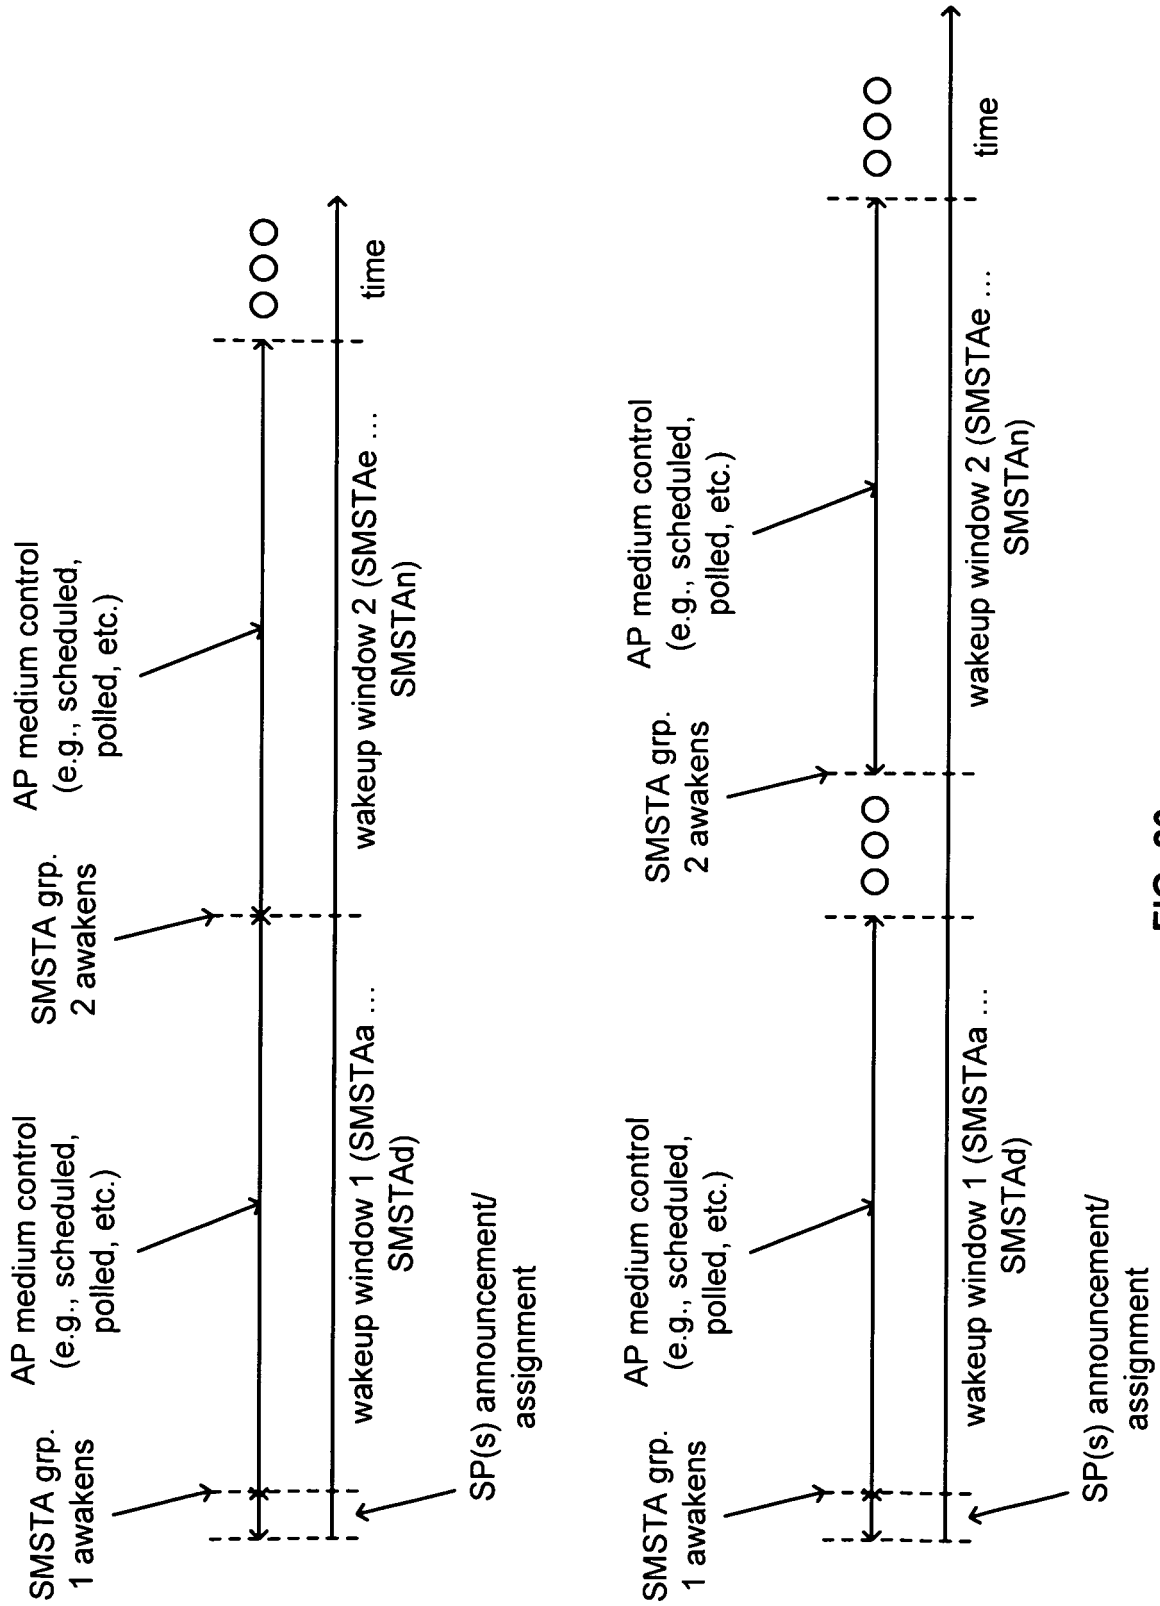 SMSTA grp.
1 awakens
AP medium control
(e.g., scheduled,
polled, etc.)
SMSTA grp.
2 awakens
AP medium control
(e.g., scheduled,
polled, etc.)
wakeup window 1 (SMSTAa ...
SMSTAd)
wakeup window 2 (SMSTAe ...
SMSTAn)
time
SP(s) announcement/
assignment
SMSTA grp.
1 awakens
AP medium control
(e.g., scheduled,
polled, etc.)
SMSTA grp.
2 awakens
AP medium control
(e.g., scheduled,
polled, etc.)
wakeup window 1 (SMSTAa ...
SMSTAd)
wakeup window 2 (SMSTAe ...
SMSTAn)
time
SP(s) announcement/
assignment
FIG.